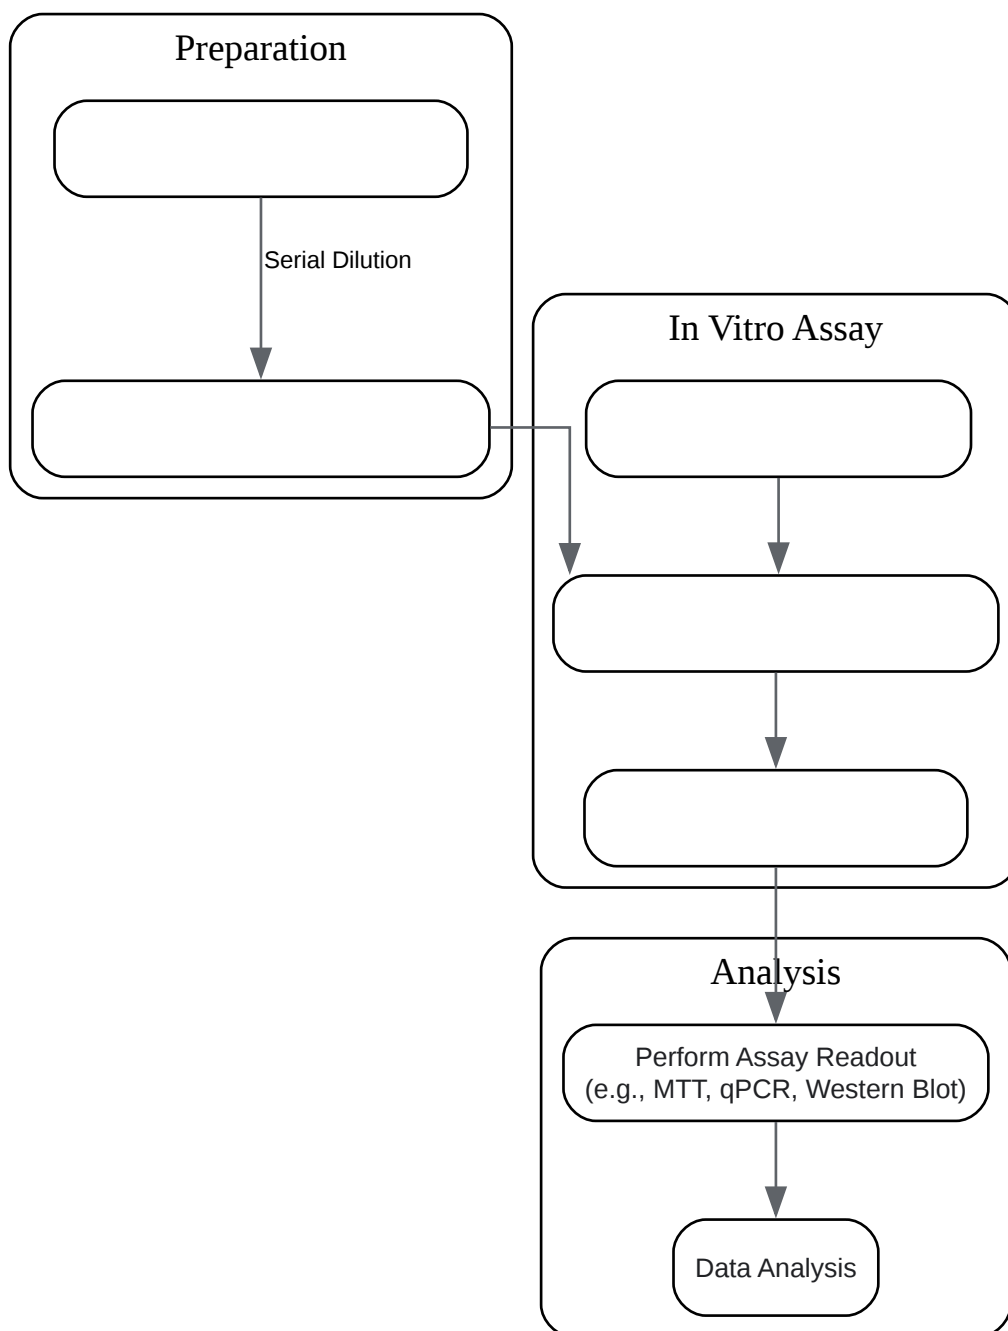 Preparation
Serial Dilution
In Vitro Assay
Analysis
Perform Assay Readout
(e.g., MTT, qPCR, Western Blot)
Data Analysis